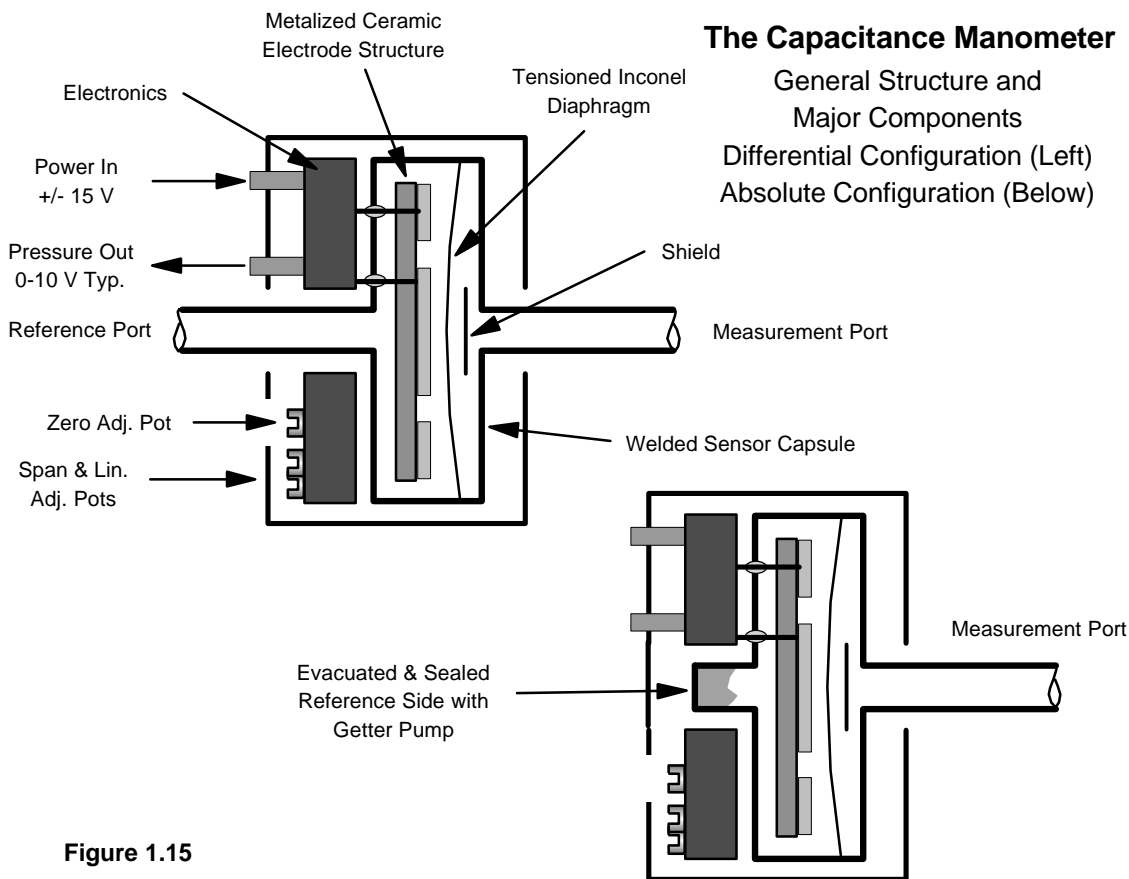 The Capacitance Manometer
General Structure and
Major Components
Differential Configuration (Left)
Absolute Configuration (Below)
Metalized Ceramic
Electrode Structure
Tensioned Inconel
Diaphragm
Electronics
Power In
+/- 15 V
Pressure Out
0-10 V Typ.
Shield
Reference Port
Measurement Port
Zero Adj. Pot
Welded Sensor Capsule
Span & Lin.
Adj. Pots
Measurement Port
Evacuated & Sealed
Reference Side with
Getter Pump
Figure 1.15